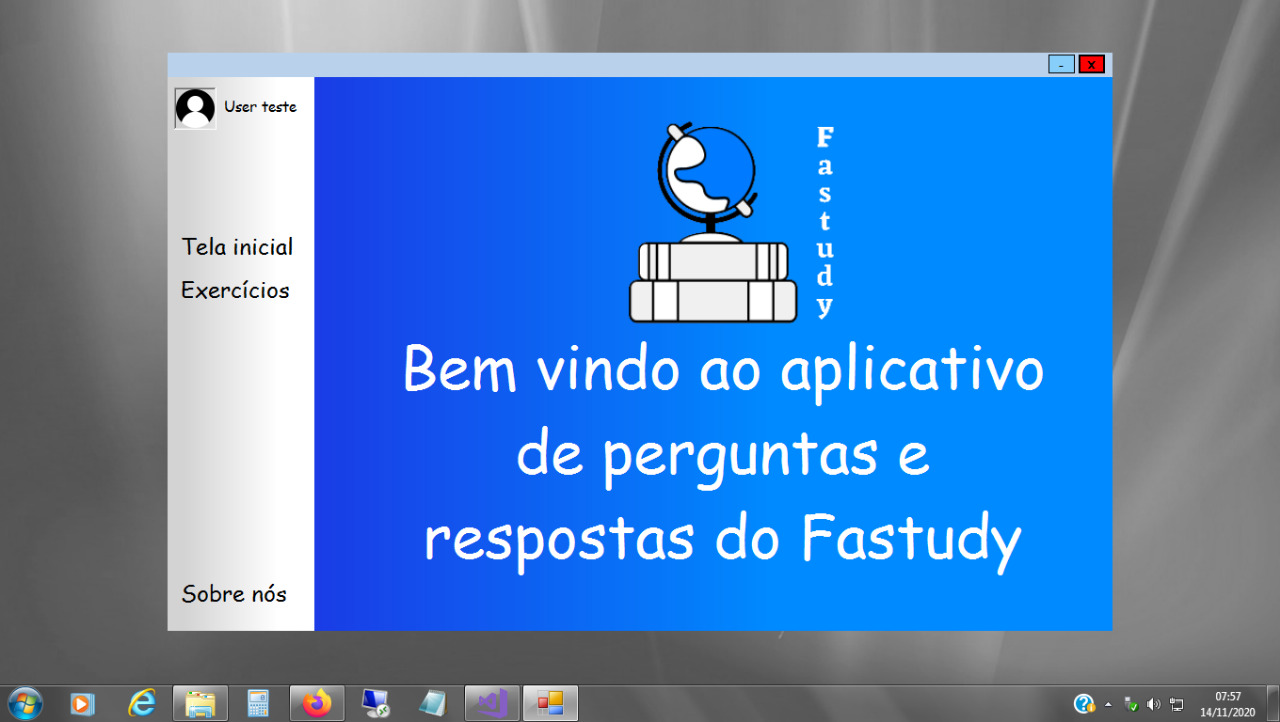 - x
User teste
Tela inicial
Exercícios
Sobre nós
Fastudy
Bem vindo ao aplicativo
de perguntas e
respostas do Fastudy
07:57
14/11/2020